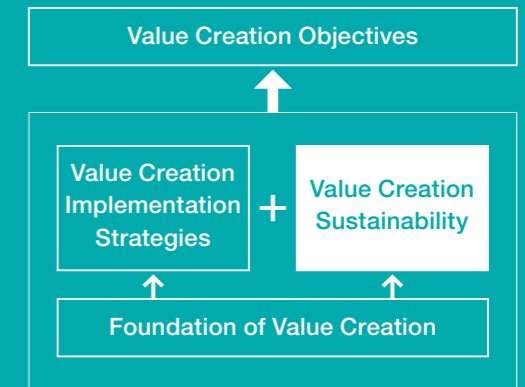 Value Creation Objectives
Value Creation
Implementation
Strategies
+
Value Creation
Sustainability
Foundation of Value Creation